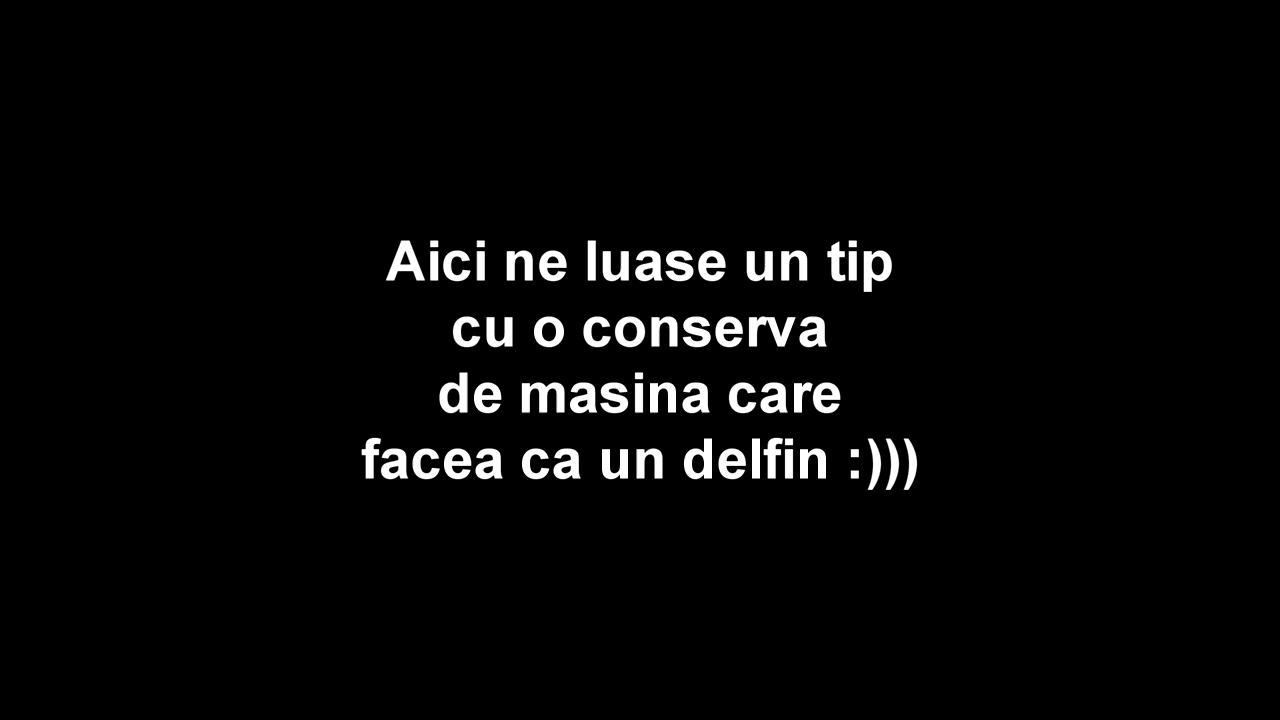 Aici ne luase un tip
cu o conserva
de masina care
facea ca un delfin :)))